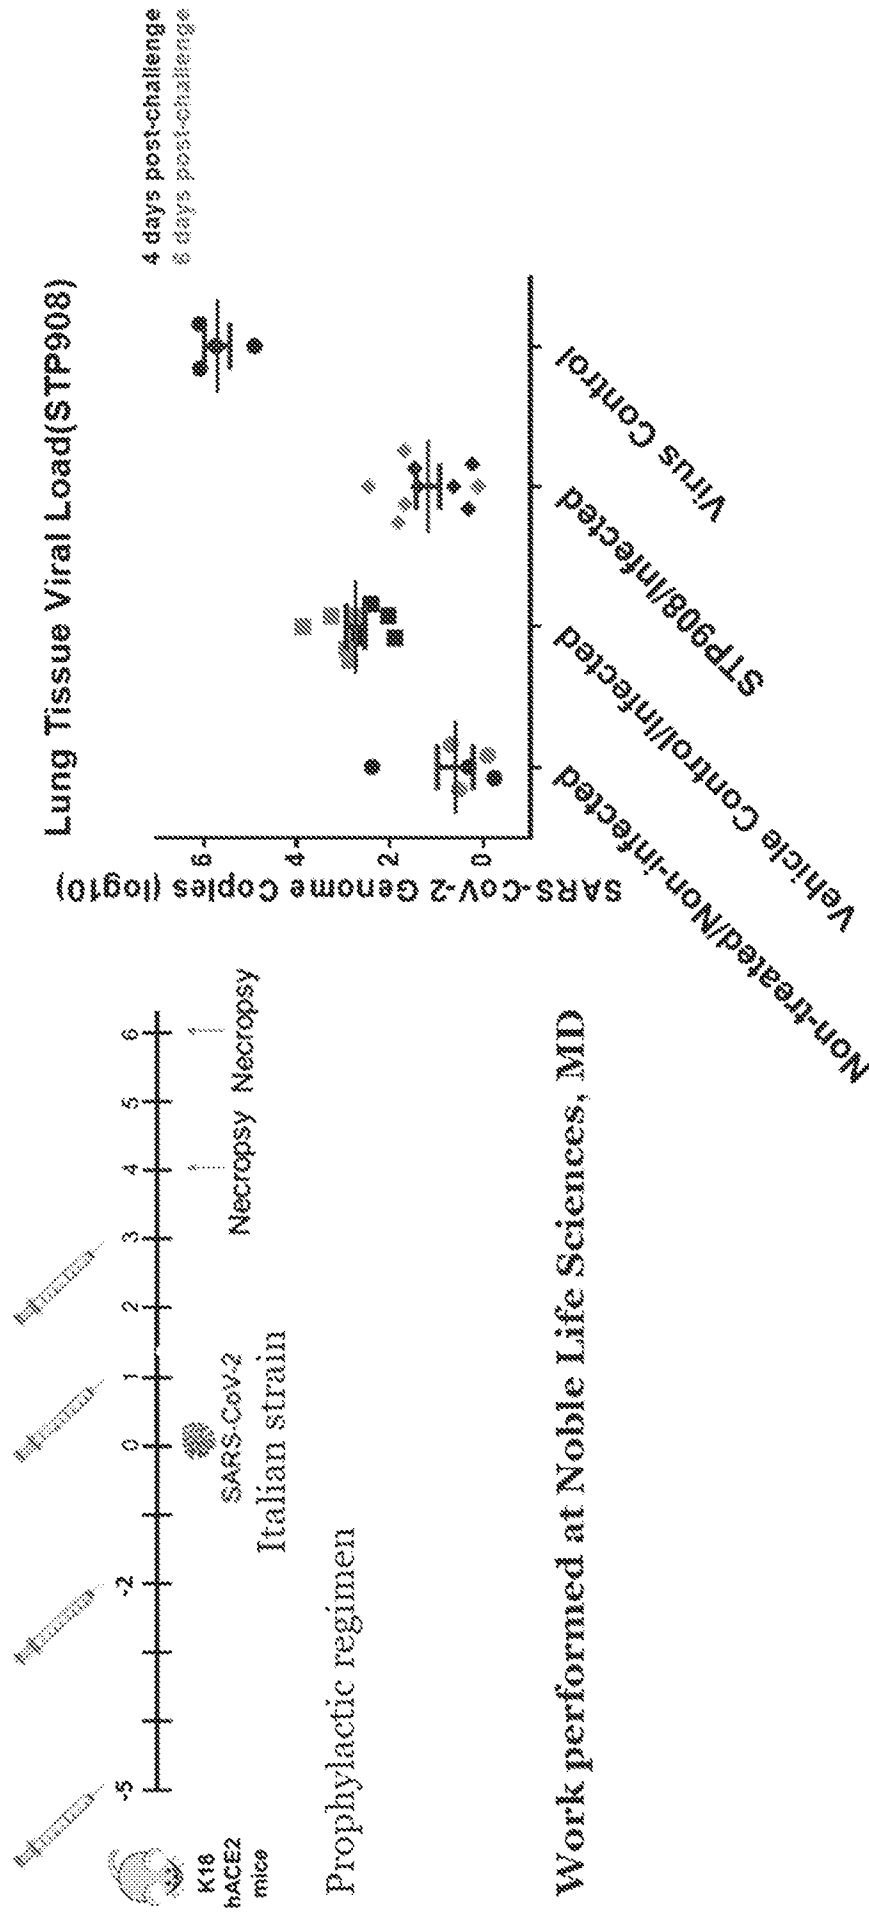 K18
hACE2
mice
-5
-2
0
1
2
3
4
5
6
SARS-CoV-2
Italian strain
Necropsy
Necropsy
Prophylactic regimen
Work performed at Noble Life Sciences, MD
Lung Tissue Viral Load(STP908)
4 days post-challenge
6 days post-challenge
SARS-CoV-2 Genome Copies (log10)
6
4
2
0
Non-treated/Non-infected
Vehicle Control/Infected
STP908/Infected
Virus Control